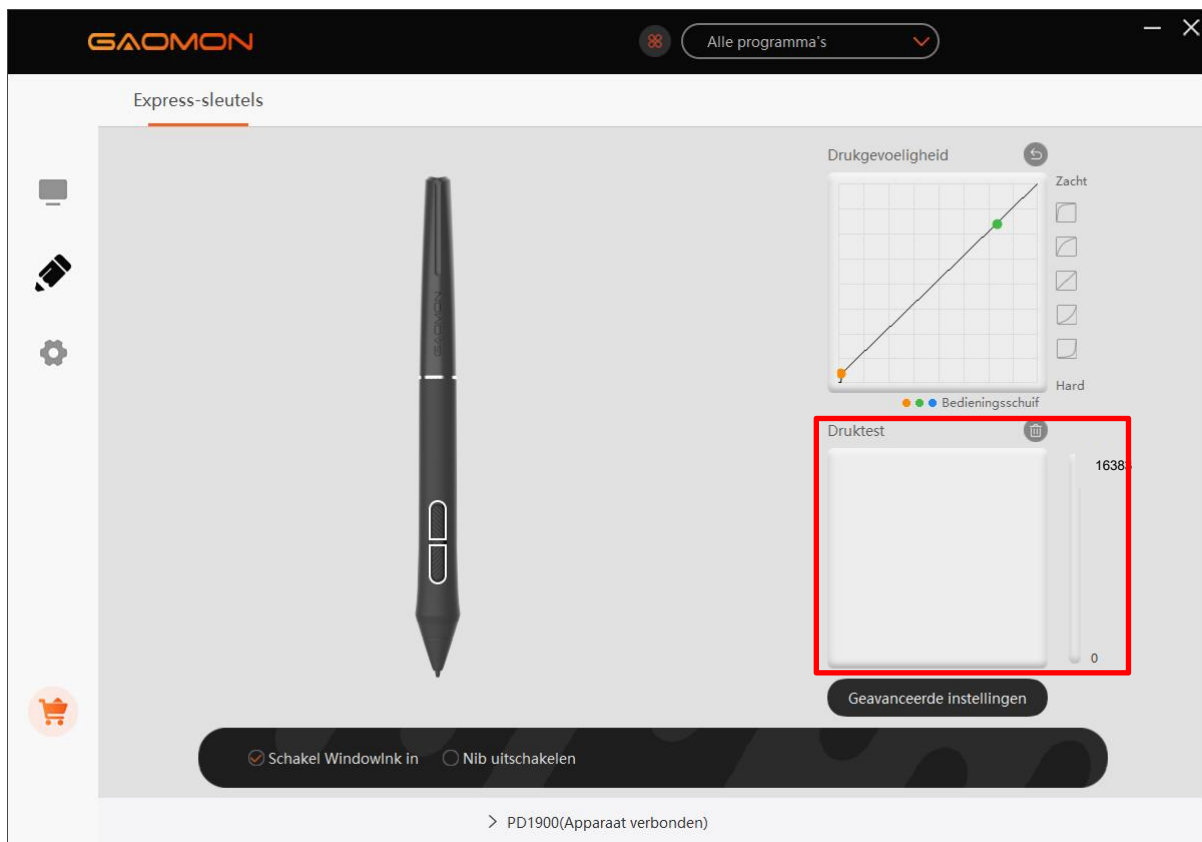 GAOMON
Alle programma's
Express-sleutels
Drukgevoeligheid
Zacht
GAOMON
Hard
Bedieningsschuif
Druktest
16383
0
Geavanceerde instellingen
Schakel WindowInk in
Nib uitschakelen
PD1900(Apparaat verbonden)